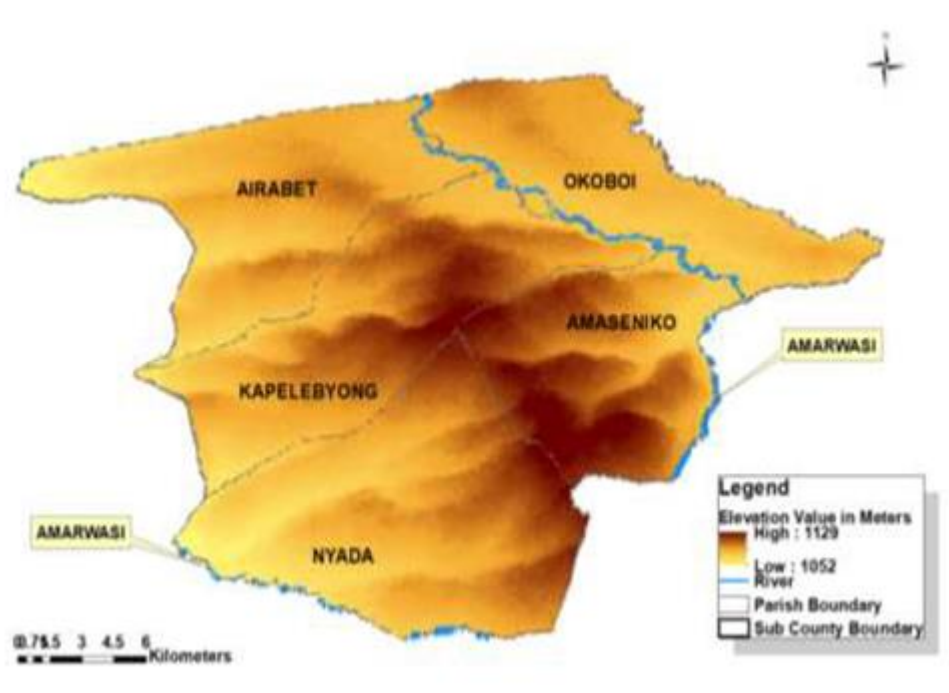 AIRABET
OKOBOI
AMASENIKO
AMARWASI
KAPELEBYONG
AMARWASI
NYADA
Legend
Elevation Value in Meters
High : 1129
Low : 1052
River
Parish Boundary
Sub County Boundary
3 4.5 6
Kilometers